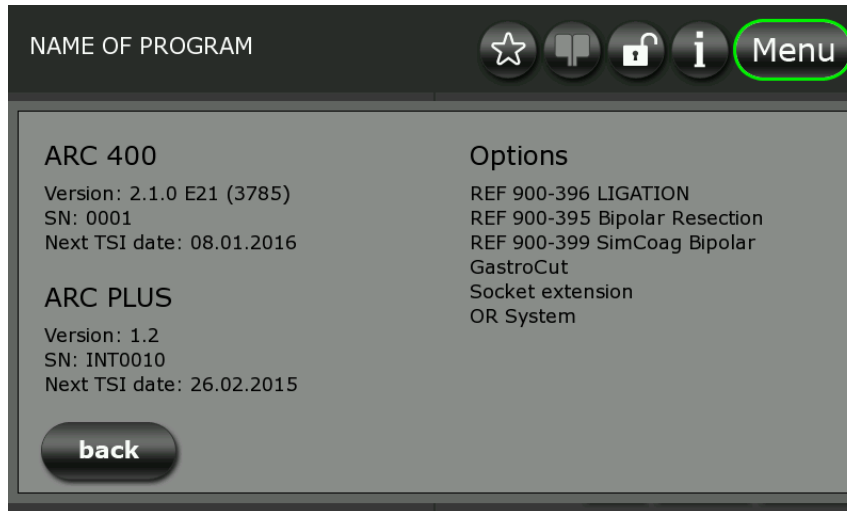 NAME OF PROGRAM
i
Menu
ARC 400
Version: 2.1.0 E21 (3785)
SN: 0001
Next TSI date: 08.01.2016
ARC PLUS
Version: 1.2
SN: INT0010
Next TSI date: 26.02.2015
back
Options
REF 900-396 LIGATION
REF 900-395 Bipolar Resection
REF 900-399 SimCoag Bipolar
GastroCut
Socket extension
OR System